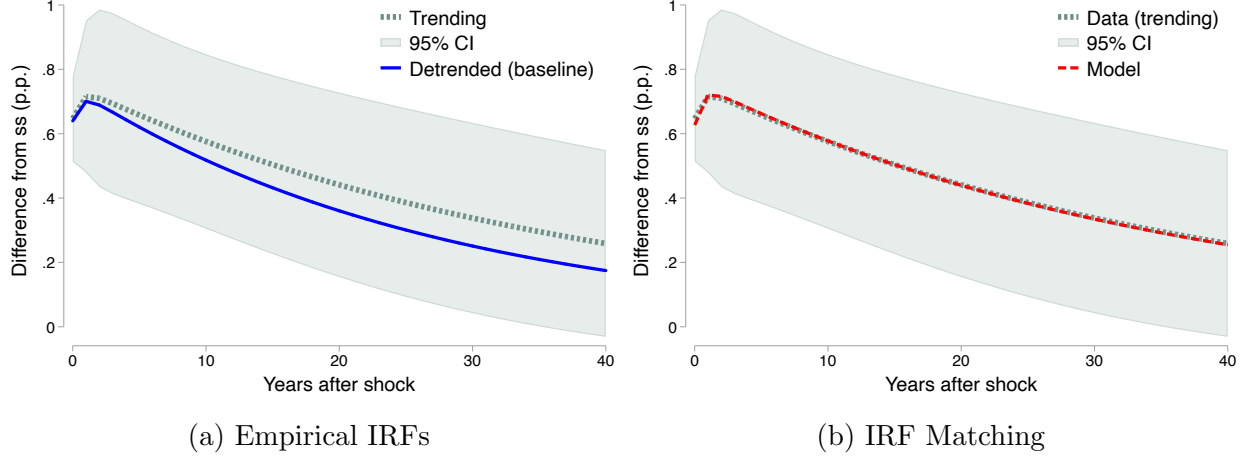 Difference from ss (p.p.)
1
.8
.6
.4
.2
0
Trending
95% CI
Detrended (baseline)
0 10 20 30 40
Years after shock
(a) Empirical IRFs
Difference from ss (p.p.)
1
.8
.6
.4
.2
0
Data (trending)
95% CI
Model
0 10 20 30 40
Years after shock
(b) IRF Matching